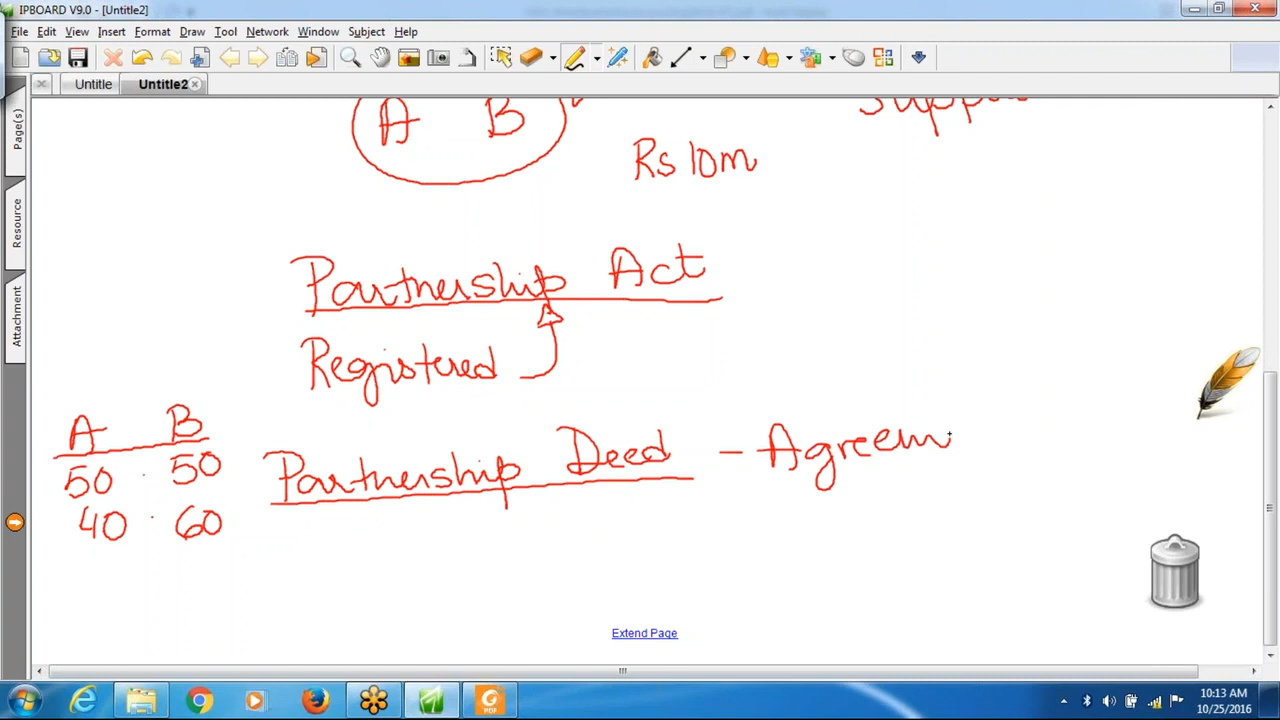 IPBOARD V9.0 - [Untitle2]
File Edit View Insert Format Draw Tool Network Window Subject Help
Untitle Untitle2
Page(s)
Resource
Attachment
A B
Rs 10m
Partnership Act
Registered
A B
50 . 50
40 . 60
Partnership Deed - Agreem
Extend Page
PDF
10:13 AM
10/25/2016